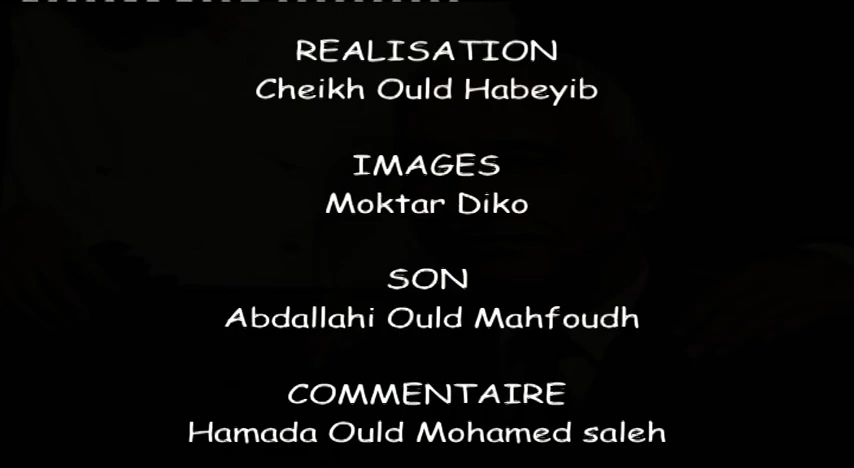 REALISATION
Cheikh Ould Habeyib
IMAGES
Moktar Diko
SON
Abdallahi Ould Mahfoudh
COMMENTAIRE
Hamada Ould Mohamed saleh